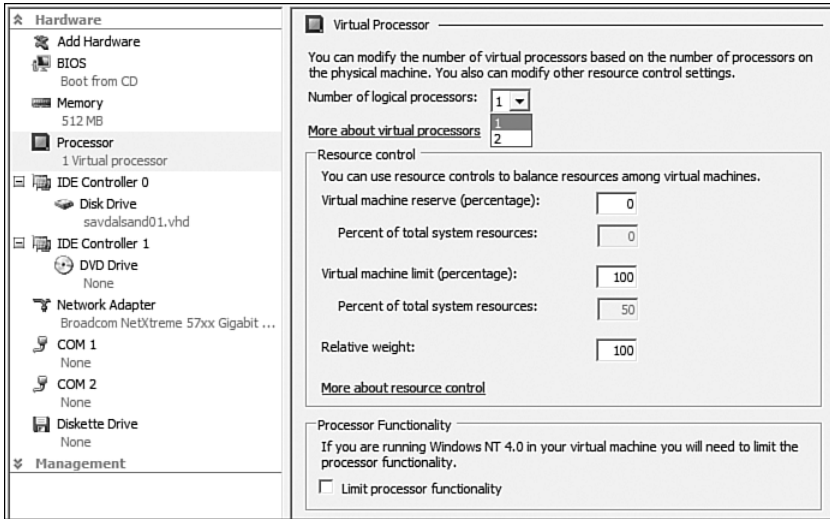 Hardware
Add Hardware
BIOS
Boot from CD
Memory
512 MB
Processor
1 Virtual processor
IDE Controller 0
Disk Drive
savdalsand01.vhd
IDE Controller 1
DVD Drive
None
Network Adapter
Broadcom NetXtreme 57xx Gigabit ...
COM 1
None
COM 2
None
Diskette Drive
None
Management
Virtual Processor
You can modify the number of virtual processors based on the number of processors on
the physical machine. You also can modify other resource control settings.
Number of logical processors: 1
1
2
More about virtual processors
Resource control
You can use resource controls to balance resources among virtual machines.
Virtual machine reserve (percentage): 0
Percent of total system resources: 0
Virtual machine limit (percentage): 100
Percent of total system resources: 50
Relative weight: 100
More about resource control
Processor Functionality
If you are running Windows NT 4.0 in your virtual machine you will need to limit the
processor functionality.
Limit processor functionality